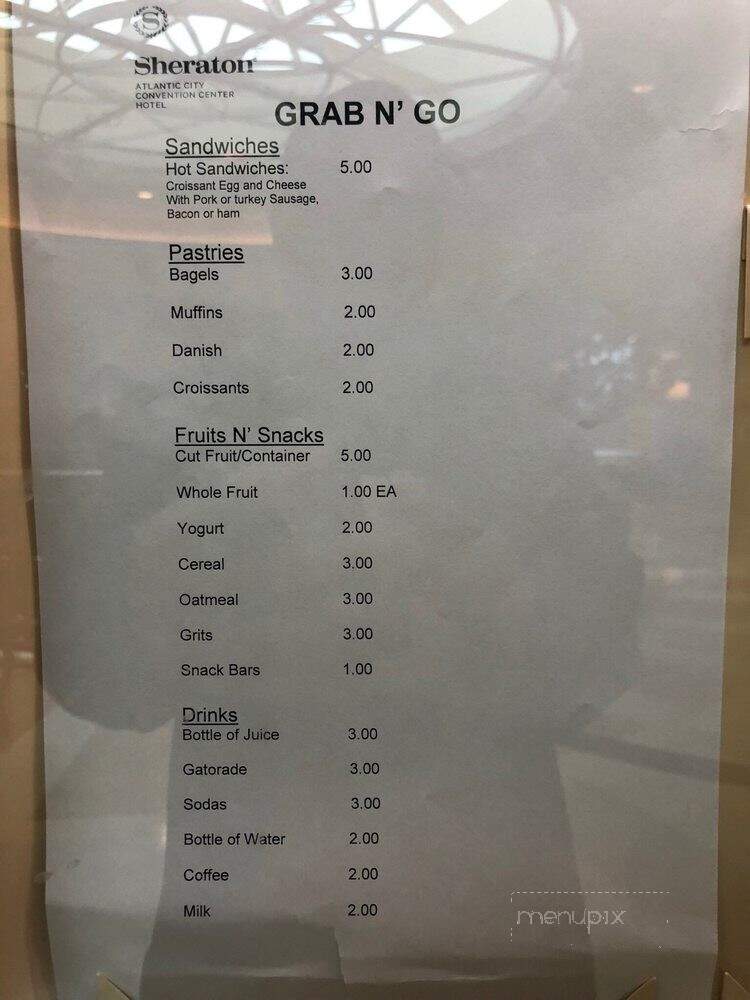 S
Sheraton
ATLANTIC CITY
CONVENTION CENTER
HOTEL
GRAB N' GO
Sandwiches
Hot Sandwiches: 5.00
Croissant Egg and Cheese
With Pork or turkey Sausage,
Bacon or ham
Pastries
Bagels 3.00
Muffins 2.00
Danish 2.00
Croissants 2.00
Fruits N' Snacks
Cut Fruit/Container 5.00
Whole Fruit 1.00 EA
Yogurt 2.00
Cereal 3.00
Oatmeal 3.00
Grits 3.00
Snack Bars 1.00
Drinks
Bottle of Juice 3.00
Gatorade 3.00
Sodas 3.00
Bottle of Water 2.00
Coffee 2.00
Milk 2.00
menupix